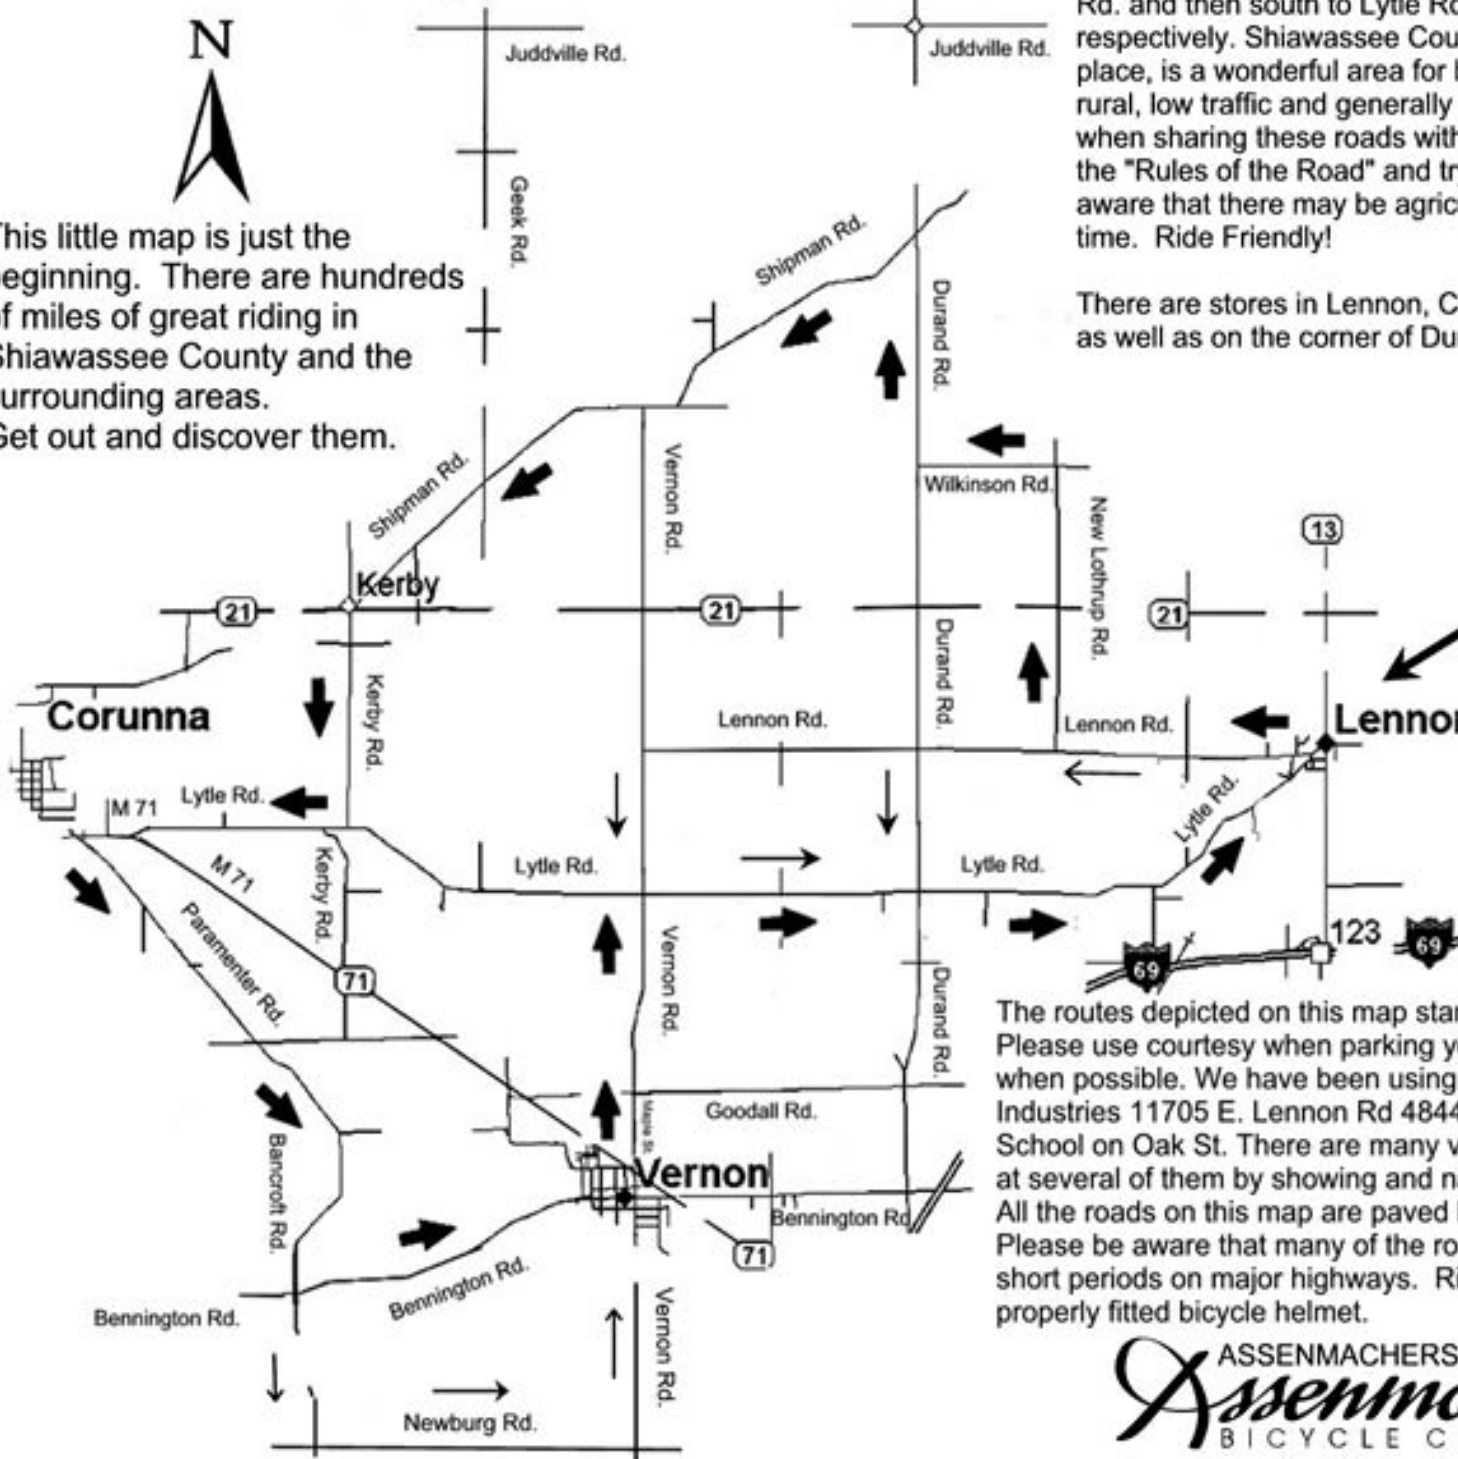 N
Juddville Rd.
Juddville Rd.
Rd. and then south to Lytle Rd
respectively. Shiawassee Cou
place, is a wonderful area for
rural, low traffic and generally
when sharing these roads with
the "Rules of the Road" and try
aware that there may be agric
time. Ride Friendly!
There are stores in Lennon, C
as well as on the corner of Du
This little map is just the
beginning. There are hundreds
of miles of great riding in
Shiawassee County and the
surrounding areas.
Get out and discover them.
Geek Rd.
Shipman Rd.
Durand Rd.
Shipman Rd.
Vernon Rd.
Wilkinson Rd.
New Lothrup Rd.
13
Kerby
21
21
21
Durand Rd.
Kerby Rd.
Corunna
Lennon Rd.
Lennon Rd.
Lennon
M 71
Lytle Rd.
Lytle Rd.
M 71
Kerby Rd.
Lytle Rd.
Lytle Rd.
Paramenter Rd.
71
Vernon Rd.
Durand Rd.
123
69
69
The routes depicted on this map star
Please use courtesy when parking y
when possible. We have been using
Industries 11705 E. Lennon Rd 4844
School on Oak St. There are many v
at several of them by showing and na
All the roads on this map are paved
Please be aware that many of the ro
short periods on major highways. Ri
properly fitted bicycle helmet.
Goodall Rd.
Maple St.
Vernon
Bancroft Rd.
Bennington Rd
71
Bennington Rd.
Bennington Rd.
Vernon Rd.
Newburg Rd.
ASSENMACHERS
Assenma
BICYCLE C